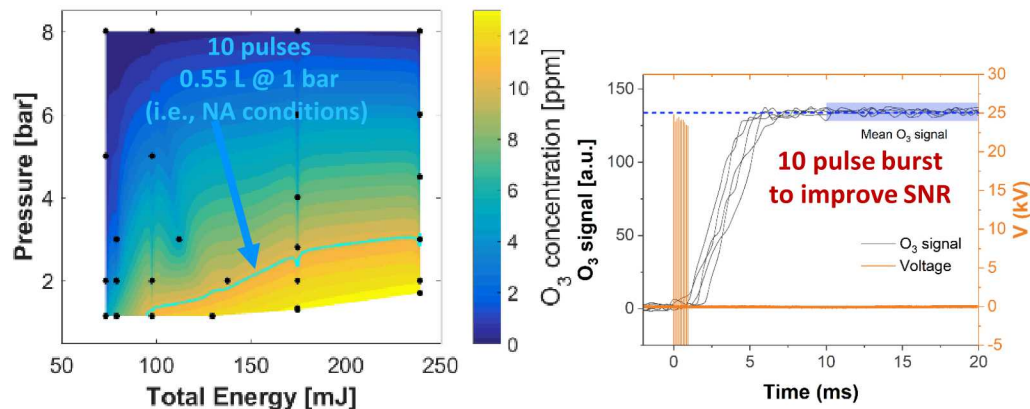 8
6
4
2
Pressure [bar]
50
100
150
200
250
Total Energy [mJ]
10 pulses
0.55 L @ 1 bar
(i.e., NA conditions)
12
10
8
6
4
2
0
O3 concentration [ppm]
150
100
50
0
O3 signal [a.u.]
-5
0
5
10
15
20
Time (ms)
30
25
20
15
10
5
0
-5
V (kV)
Mean O3 signal
10 pulse burst
to improve SNR
O3 signal
Voltage